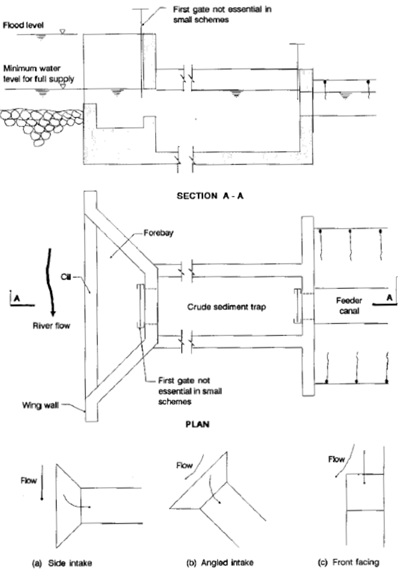 First gate not essential in
small schemes
Flood level
Minimum water
level for full supply
SECTION A - A
Forebay
Cill
A
Crude sediment trap
Feeder
canal
A
River flow
First gate not
essential in small
schemes
Wing wall
PLAN
Flow
Flow
Flow
(a) Side intake
(b) Angled intake
(c) Front facing